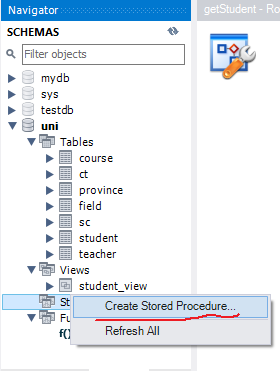 Navigator
getStudent - Ro
SCHEMAS
Filter objects
mydb
sys
testdb
uni
Tables
course
ct
province
field
sc
student
teacher
Views
student_view
St
Create Stored Procedure...
Fu
Refresh All
f()